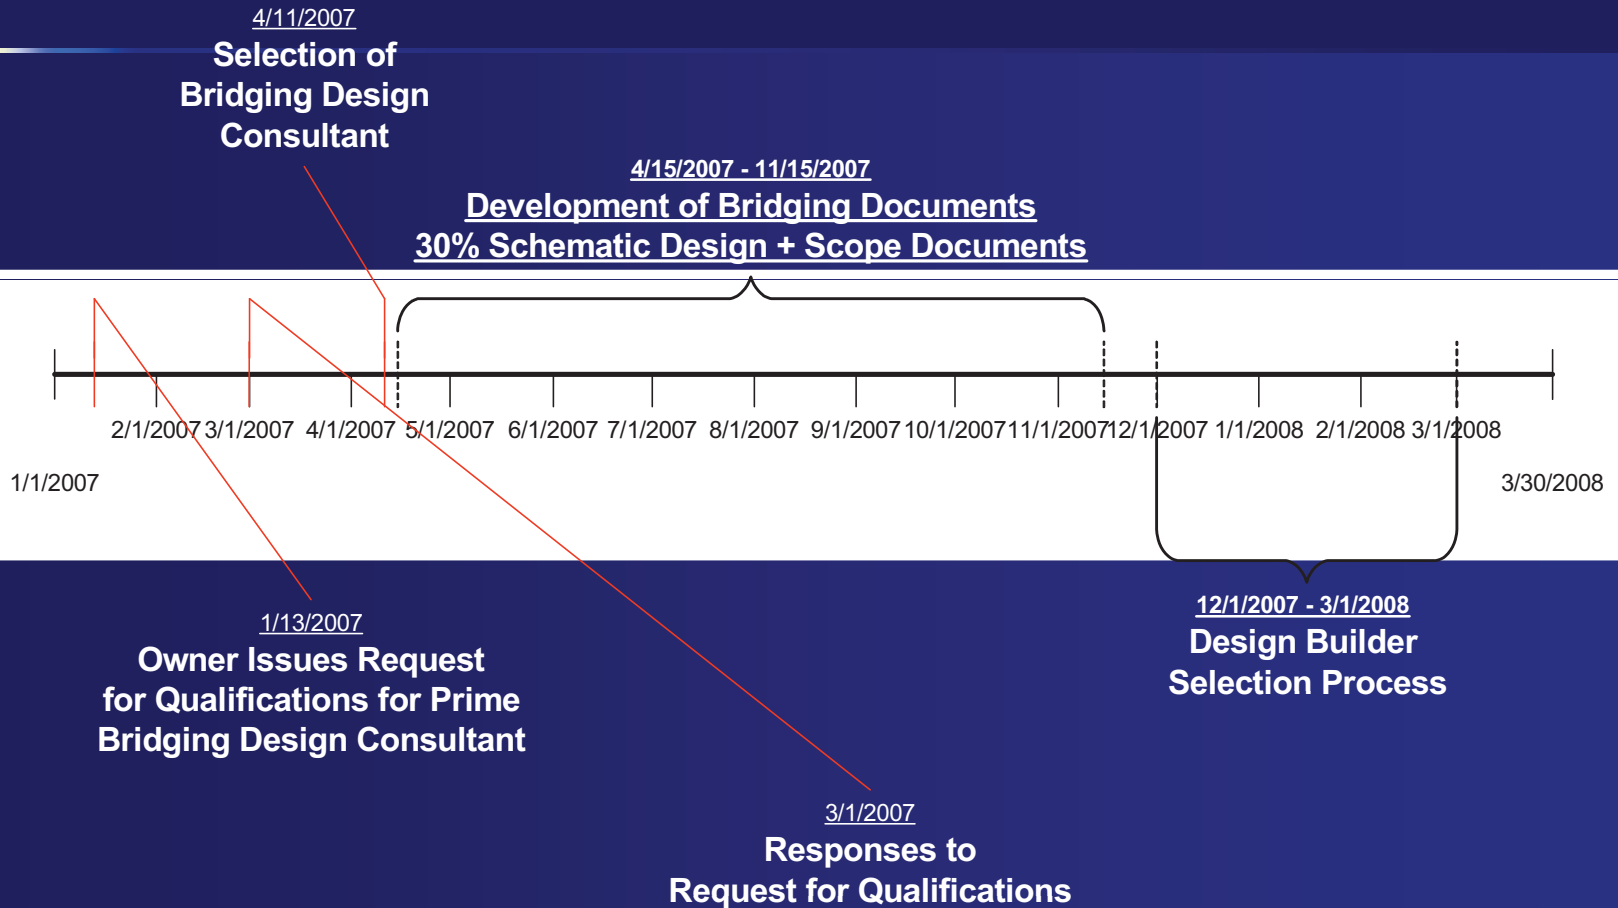 4/11/2007
Selection of
Bridging Design
Consultant
4/15/2007 - 11/15/2007
Development of Bridging Documents
30% Schematic Design + Scope Documents
2/1/2007 3/1/2007 4/1/2007 5/1/2007 6/1/2007 7/1/2007 8/1/2007 9/1/2007 10/1/2007 11/1/2007 12/1/2007 1/1/2008 2/1/2008 3/1/2008
1/1/2007 3/30/2008
12/1/2007 - 3/1/2008
Design Builder
Selection Process
1/13/2007
Owner Issues Request
for Qualifications for Prime
Bridging Design Consultant
3/1/2007
Responses to
Request for Qualifications